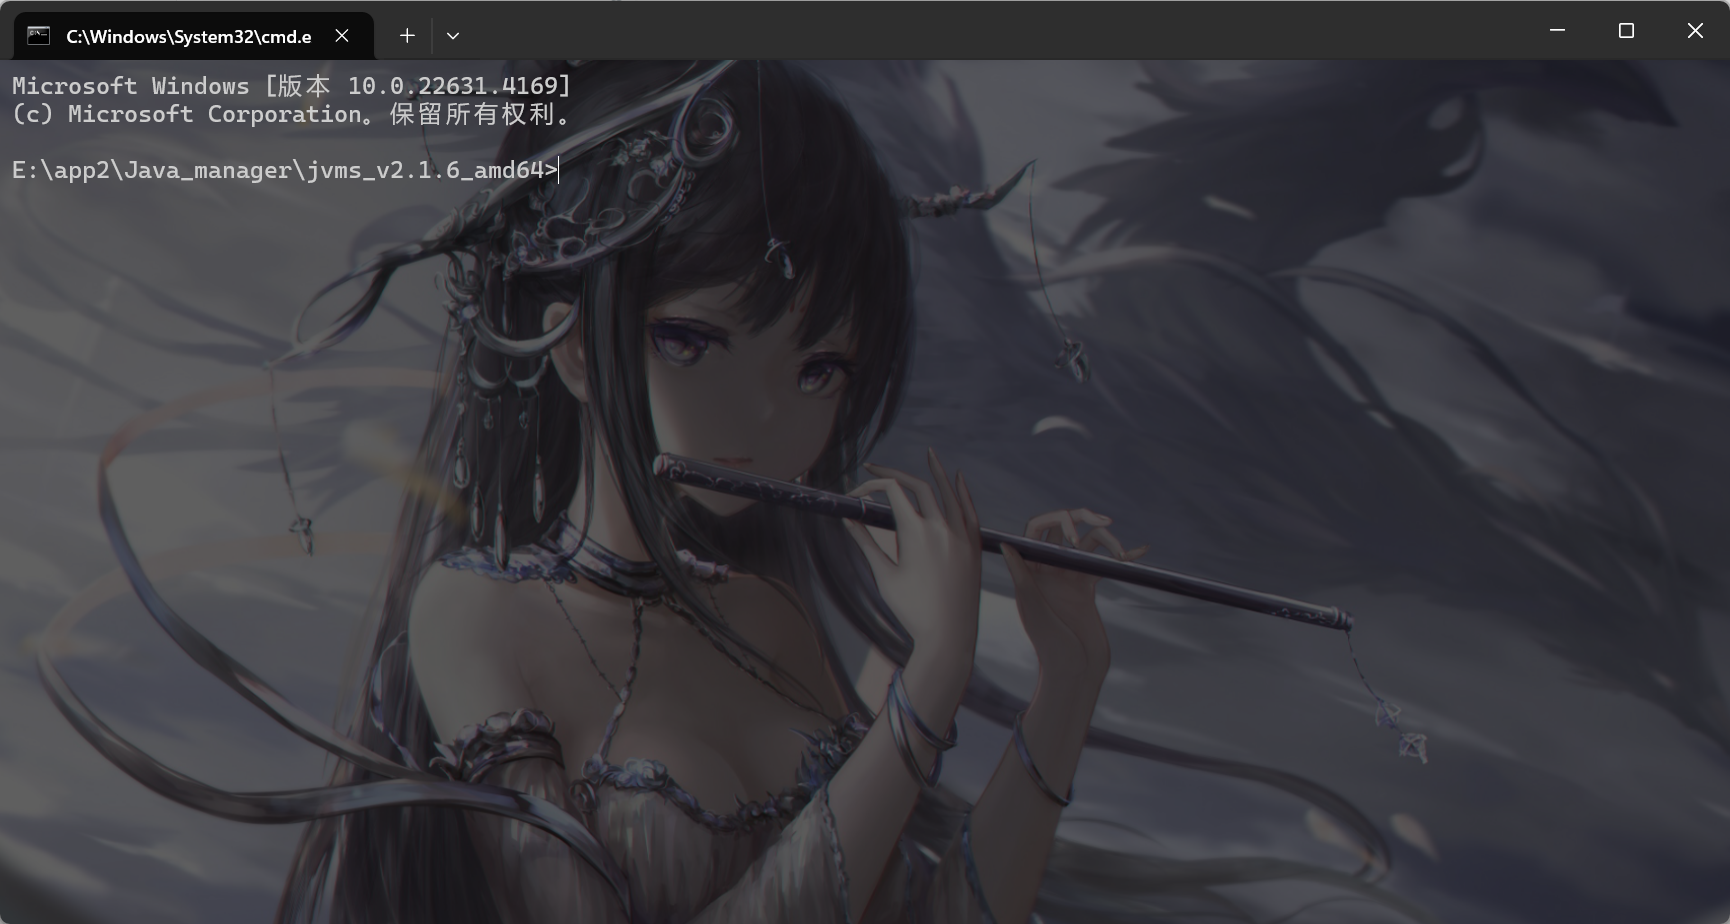 C:\Windows\System32\cmd.e
Microsoft Windows [版本 10.0.22631.4169]
(c) Microsoft Corporation。保留所有权利。
E:\app2\Java_manager\jvms_v2.1.6_amd64>